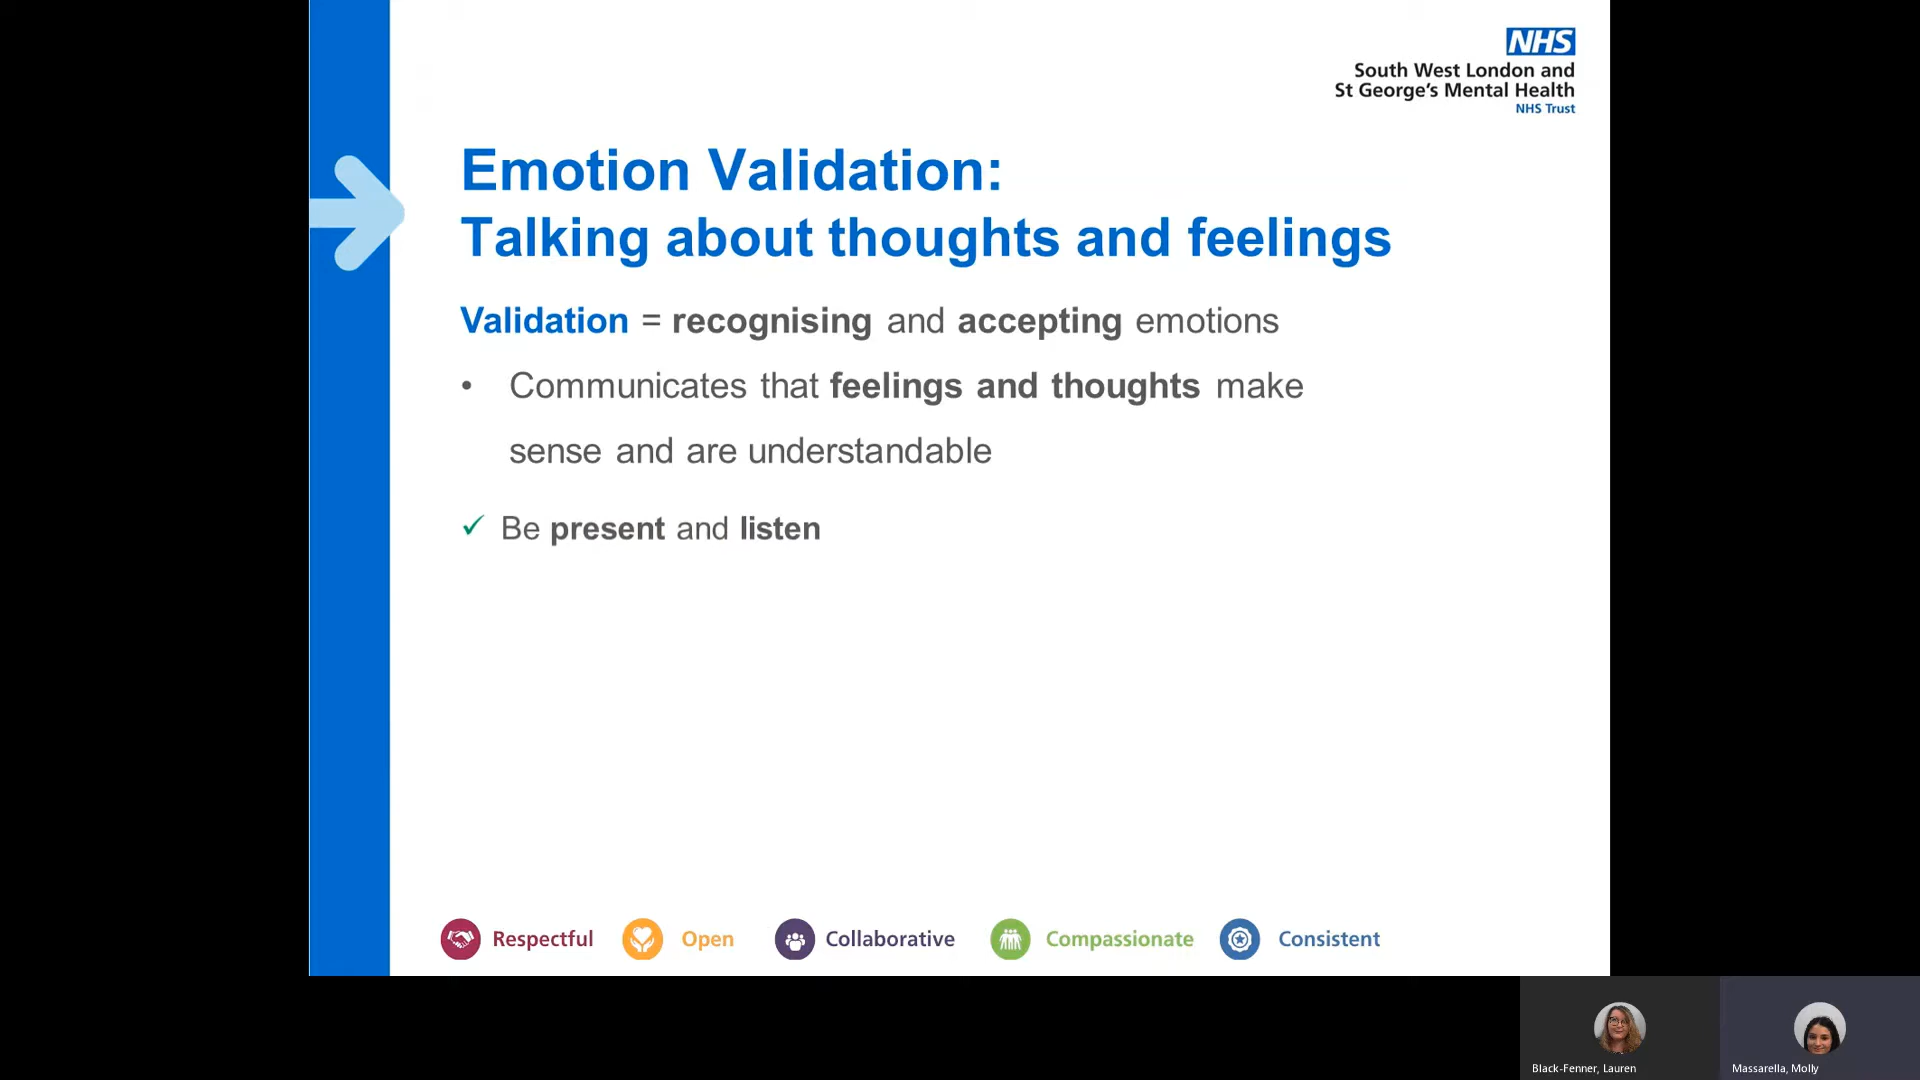 NHS
South West London and
St George's Mental Health
NHS Trust
Emotion Validation:
Talking about thoughts and feelings
Validation = recognising and accepting emotions
• Communicates that feelings and thoughts make
sense and are understandable
✓ Be present and listen
Respectful Open Collaborative Compassionate Consistent
Black-Fenner, Lauren
Massarella, Molly